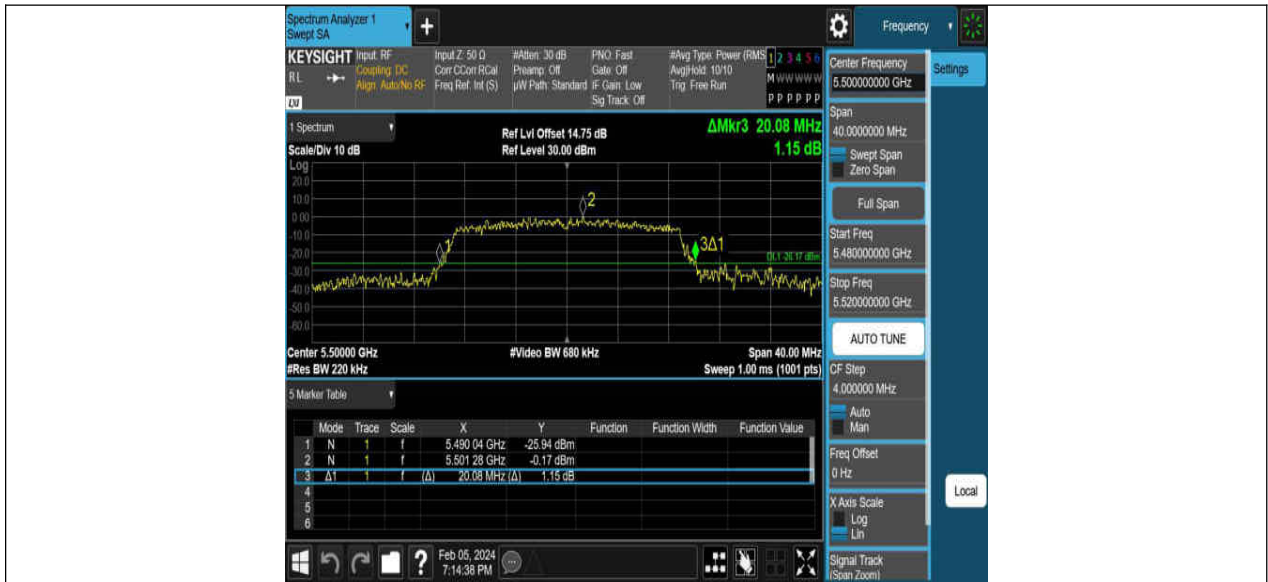 Spectrum Analyzer 1
Swept SA
+
Frequency
KEYSIGHT
RL
Input: RF
Coupling: DC
Align: Auto/No RF
Input Z: 50 Ω
Corr CCorr RCal
Freq Ref: Int (S)
#Atten: 30 dB
Preamp: Off
µW Path: Standard
PNO: Fast
Gate: Off
IF Gain: Low
Sig Track: Off
#Avg Type: Power (RMS
Avg|Hold: 10/10
Trig: Free Run
1 2 3 4 5 6
M W W W W W
P P P P P P
1 Spectrum
Scale/Div 10 dB
Log
Ref Lvl Offset 14.75 dB
Ref Level 30.00 dBm
ΔMkr3 20.08 MHz
1.15 dB
20.0
10.0
0.00
-10.0
-20.0
-30.0
-40.0
-50.0
-60.0
1
2
3Δ1
DL1 -26.17 dBm
Center 5.50000 GHz
#Res BW 220 kHz
#Video BW 680 kHz
Span 40.00 MHz
Sweep 1.00 ms (1001 pts)
5 Marker Table
Mode Trace Scale X Y Function Function Width Function Value
1 N 1 f 5.490 04 GHz -25.94 dBm
2 N 1 f 5.501 28 GHz -0.17 dBm
3 Δ1 1 f (Δ) 20.08 MHz (Δ) 1.15 dB
4
5
6
?
Feb 05, 2024
7:14:38 PM
Center Frequency
5.500000000 GHz
Span
40.0000000 MHz
Swept Span
Zero Span
Full Span
Start Freq
5.480000000 GHz
Stop Freq
5.520000000 GHz
AUTO TUNE
CF Step
4.000000 MHz
Auto
Man
Freq Offset
0 Hz
X Axis Scale
Log
Lin
Signal Track
(Span Zoom)
Settings
Local